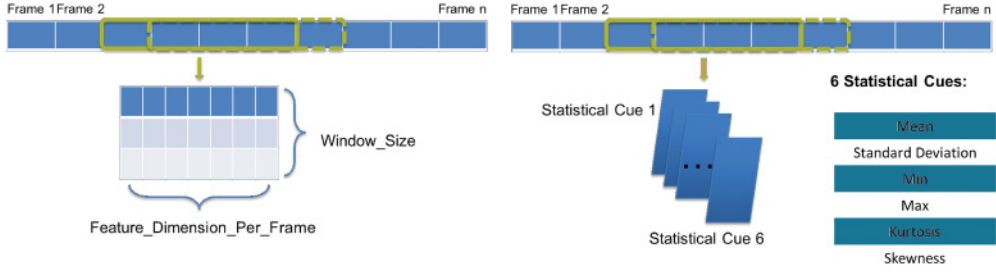 Frame 1 Frame 2
Frame n
Window_Size
Feature_Dimension_Per_Frame
Frame 1 Frame 2
Frame n
Statistical Cue 1
...
Statistical Cue 6
6 Statistical Cues:
Mean
Standard Deviation
Min
Max
Kurtosis
Skewness